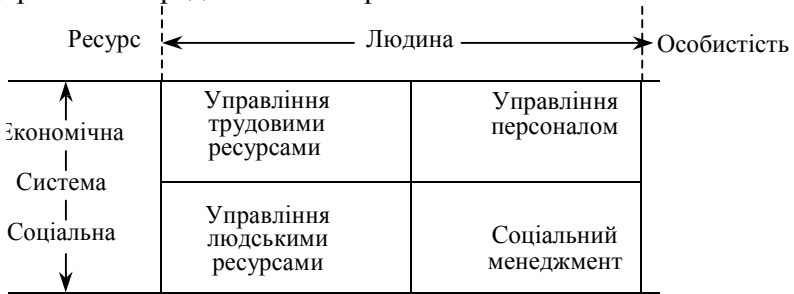 Ресурс Людина Особистість
Управління
трудовими
ресурсами
Управління
персоналом
Економічна
Система
Соціальна
Управління
людськими
ресурсами
Соціальний
менеджмент